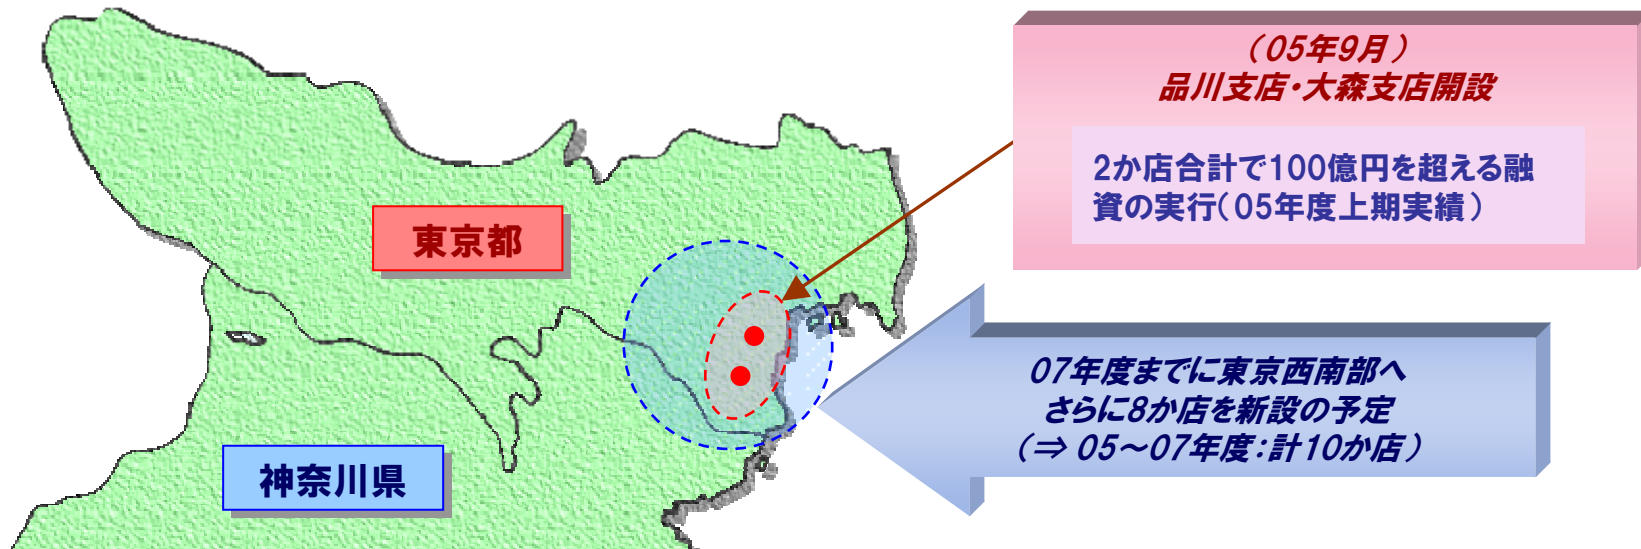 (05年9月)
品川支店・大森支店開設
2か店合計で100億円を超える融
資の実行(05年度上期実績)
東京都
07年度までに東京西南部へ
さらに8か店を新設の予定
(⇒ 05～07年度：計10か店)
神奈川県